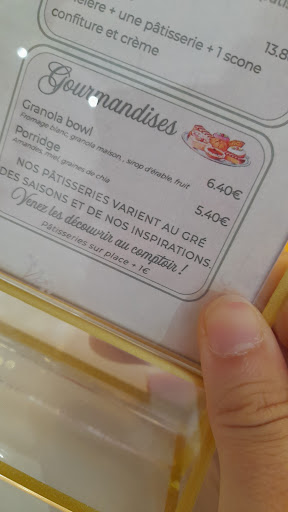 + une pâtisserie + 1 scone
confiture et crème
13.8
Gourmandises
Granola bowl
Fromage blanc, granola maison, sirop d'érable, fruit
6.40€
Porridge
Amandes, miel, graines de chia
5.40€
NOS PÂTISSERIES VARIENT AU GRÉ
DES SAISONS ET DE NOS INSPIRATIONS.
Venez les découvrir au comptoir !
Pâtisseries sur place + 1€